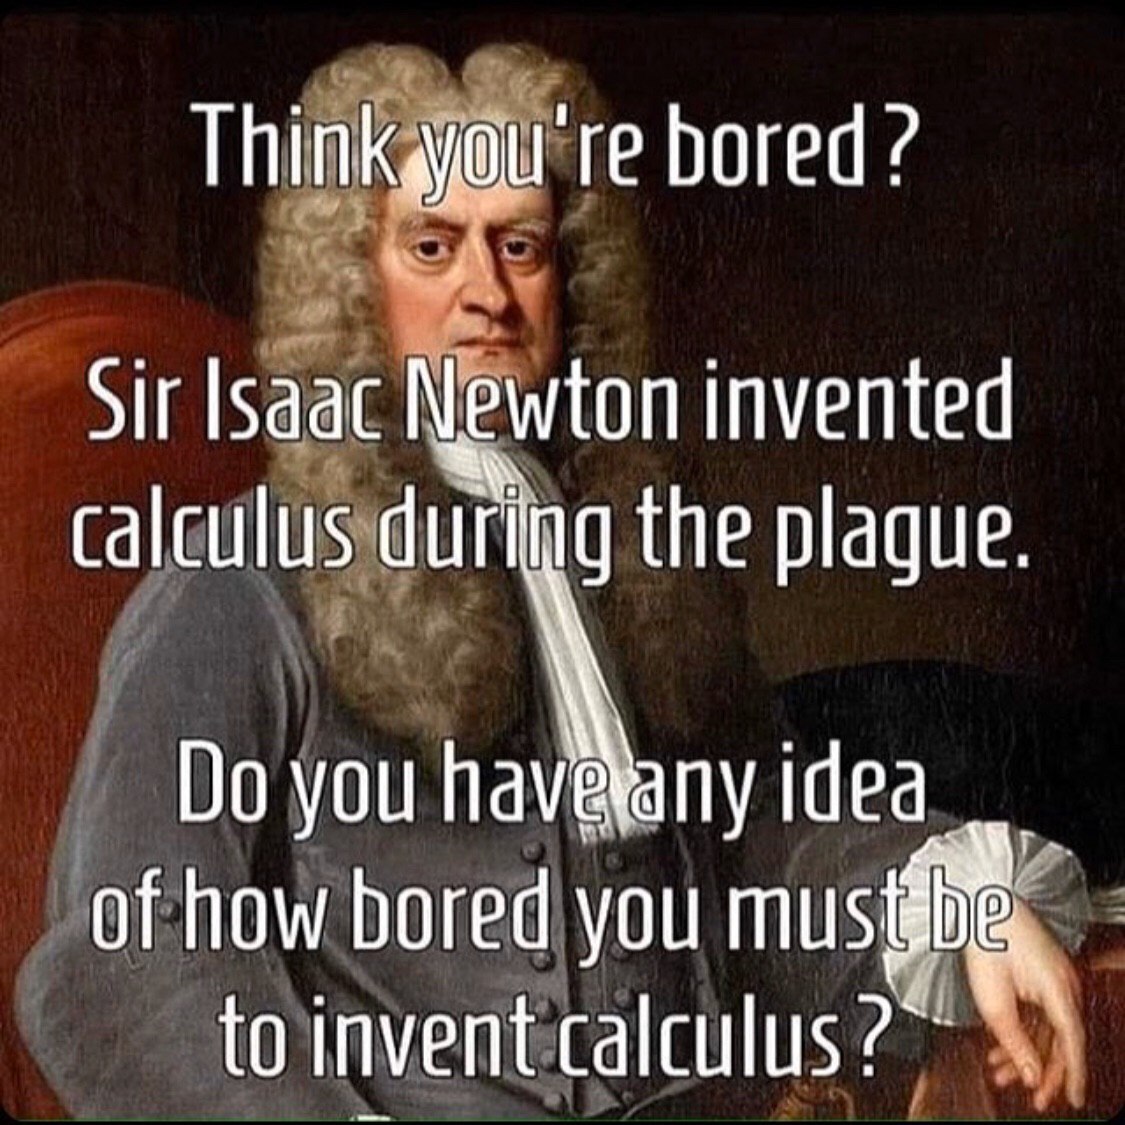 Think you're bored?
Sir Isaac Newton invented
calculus during the plague.
Do you have any idea
of how bored you must be
to invent calculus?